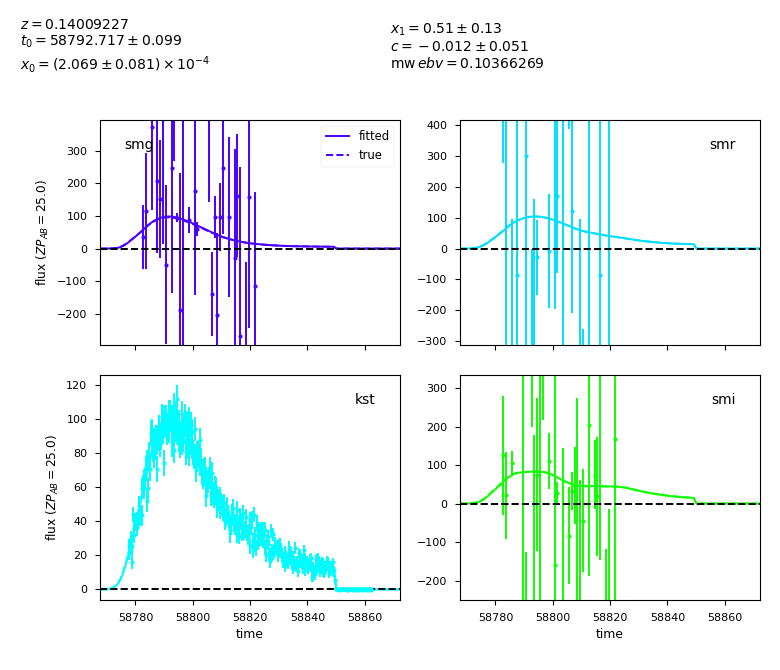 z = 0.14009227
t₀ = 58792.717 ± 0.099
x₀ = (2.069 ± 0.081) × 10⁻⁴
x₁ = 0.51 ± 0.13
c = −0.012 ± 0.051
mw ebv = 0.10366269
smg
fitted
true
flux (ZP_AB = 25.0)
300
200
100
0
−100
−200
smr
400
300
200
100
0
−100
−200
−300
kst
flux (ZP_AB = 25.0)
120
100
80
60
40
20
0
58780 58800 58820 58840 58860
time
smi
300
200
100
0
−100
−200
58780 58800 58820 58840 58860
time